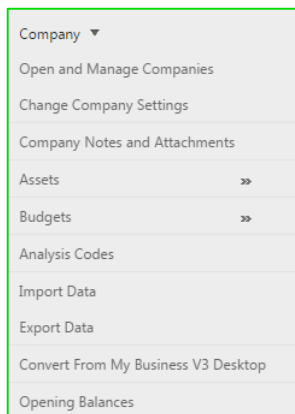 Company ▼
Open and Manage Companies
Change Company Settings
Company Notes and Attachments
Assets »
Budgets »
Analysis Codes
Import Data
Export Data
Convert From My Business V3 Desktop
Opening Balances